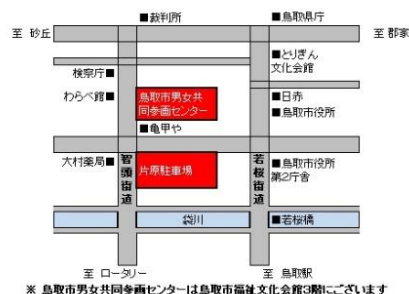 ■裁判所
■鳥取県庁
至 砂丘
至 郡家
■とりぎん
文化会館
検察庁■
わらべ館■
鳥取市男女共
同参画センター
■日赤
■鳥取市役所
■亀甲や
大村薬局■
智頭街道
片原駐車場
若桜街道
■鳥取市役所
第2庁舎
袋川
■若桜橋
至 ロータリー
至 鳥取駅
※ 鳥取市男女共同参画センターは鳥取市福祉文化会館3階にございます